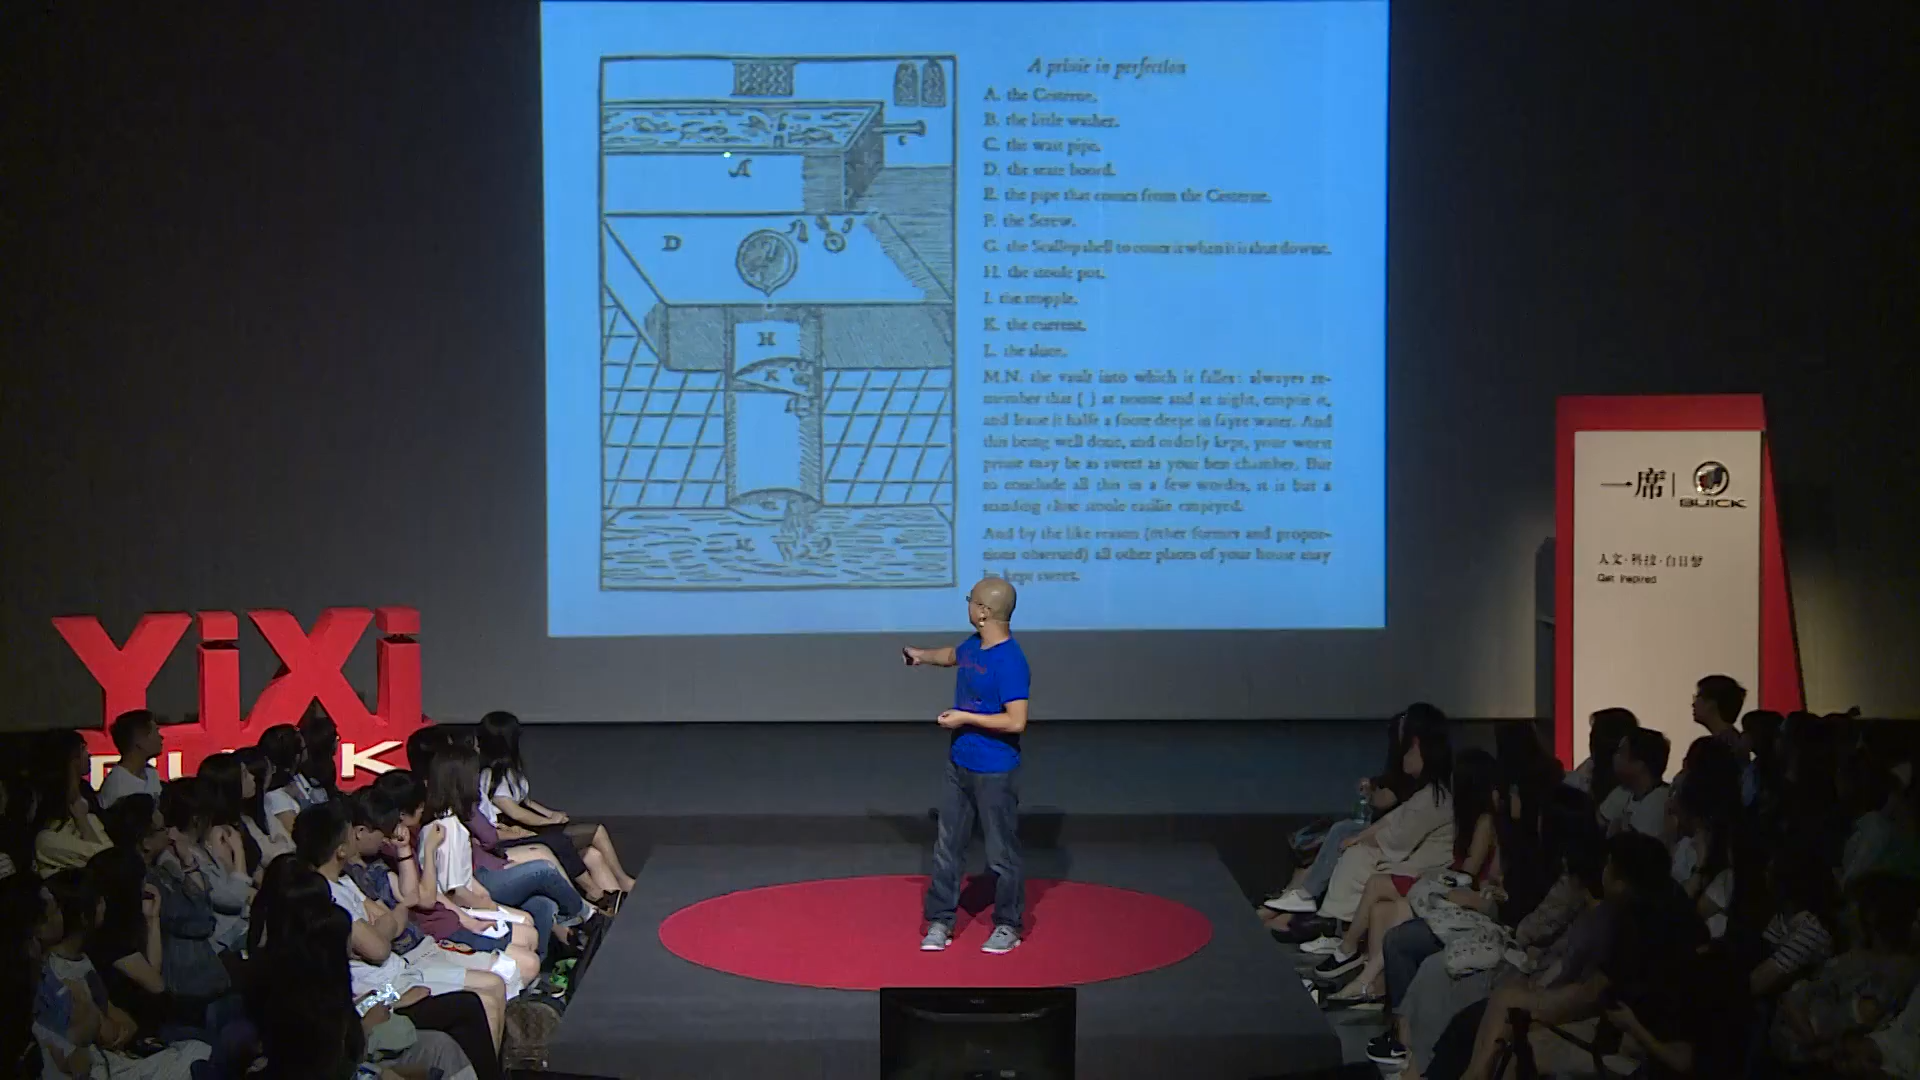 A privie in perfection
A. the Cesterne.
B. the little washer.
C. the wast pipe.
D. the seate boord.
E. the pipe that comes from the Cesterne.
F. the Screw.
G. the Scallop shell to couer it when it is shut downe.
H. the stoole pot.
I. the stopple.
K. the current.
L. the sluce.
M.N. the vault into which it falles: alwayes re-
member that ( ) at noone and at night, emptie it,
and leaue it halfe a foote deepe in fayre water. And
this being well done, and orderly kept, your worst
privie may be as sweet as your best chamber. But
to conclude all this in a few wordes, it is but a
standing close stoole easilie emptyed.
And by the like reason (other formes and propor-
tions obserued) all other places of your house may
be kept sweet.
A
D
H
K
YiXi
K
一席 | BUICK
人文·科技·白日梦
Get Inspired